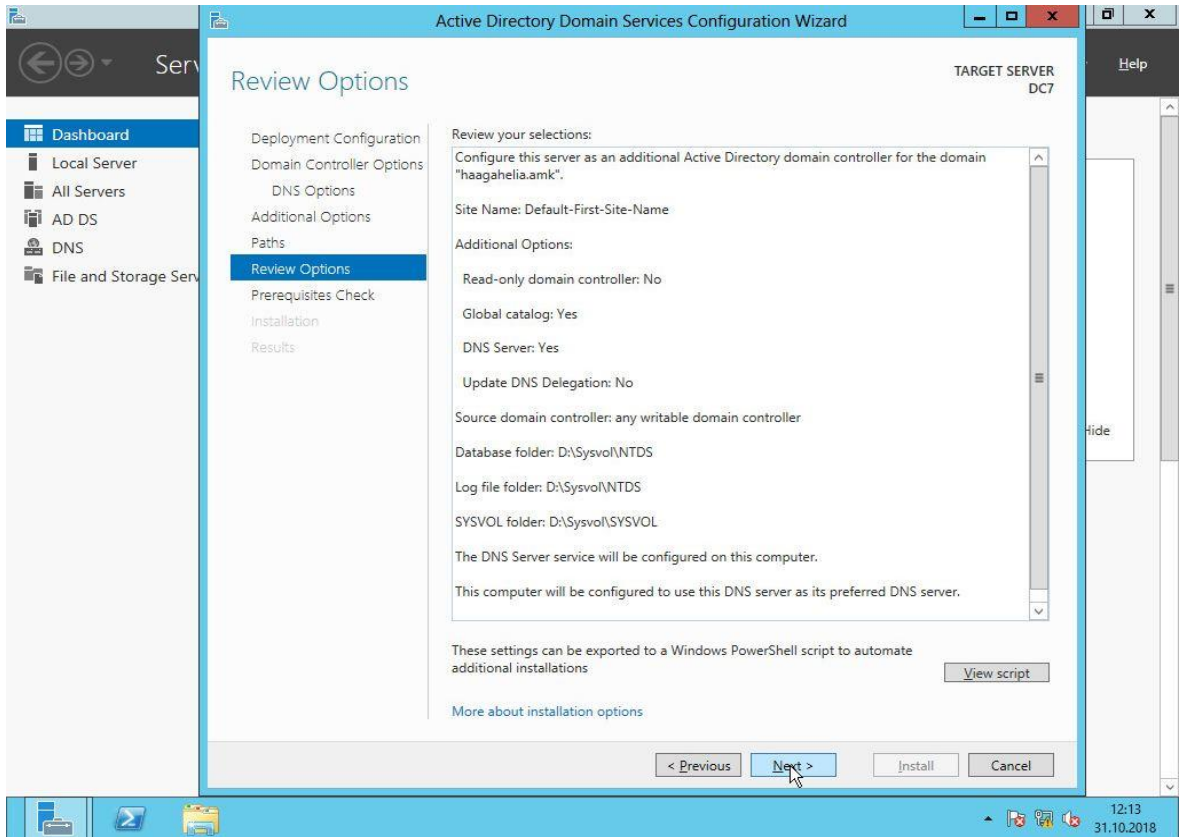 Active Directory Domain Services Configuration Wizard
Serv
Help
Dashboard
Local Server
All Servers
AD DS
DNS
File and Storage Serv
Review Options
TARGET SERVER
DC7
Deployment Configuration
Domain Controller Options
DNS Options
Additional Options
Paths
Review Options
Prerequisites Check
Installation
Results
Review your selections:
Configure this server as an additional Active Directory domain controller for the domain
"haagahelia.amk".
Site Name: Default-First-Site-Name
Additional Options:
Read-only domain controller: No
Global catalog: Yes
DNS Server: Yes
Update DNS Delegation: No
Source domain controller: any writable domain controller
Database folder: D:\Sysvol\NTDS
Log file folder: D:\Sysvol\NTDS
SYSVOL folder: D:\Sysvol\SYSVOL
The DNS Server service will be configured on this computer.
This computer will be configured to use this DNS server as its preferred DNS server.
These settings can be exported to a Windows PowerShell script to automate
additional installations
View script
More about installation options
< Previous
Next >
Install
Cancel
Hide
12:13
31.10.2018